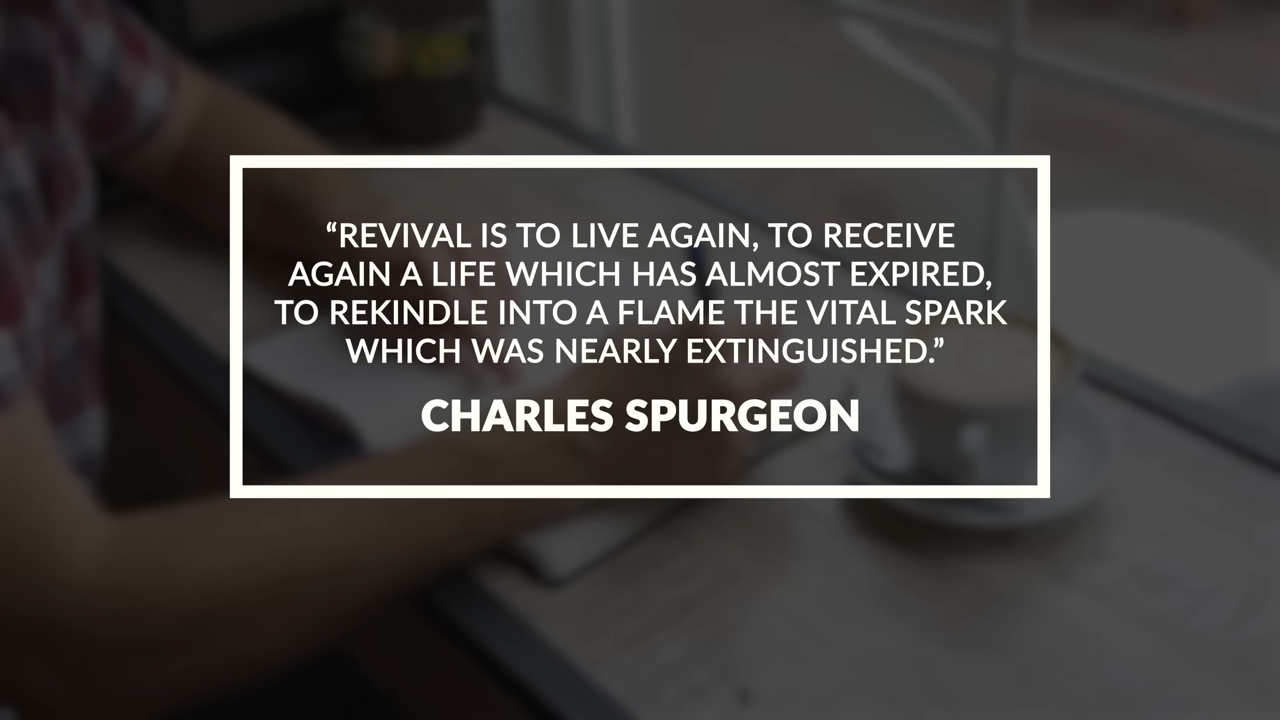 “REVIVAL IS TO LIVE AGAIN, TO RECEIVE
AGAIN A LIFE WHICH HAS ALMOST EXPIRED,
TO REKINDLE INTO A FLAME THE VITAL SPARK
WHICH WAS NEARLY EXTINGUISHED.”
CHARLES SPURGEON